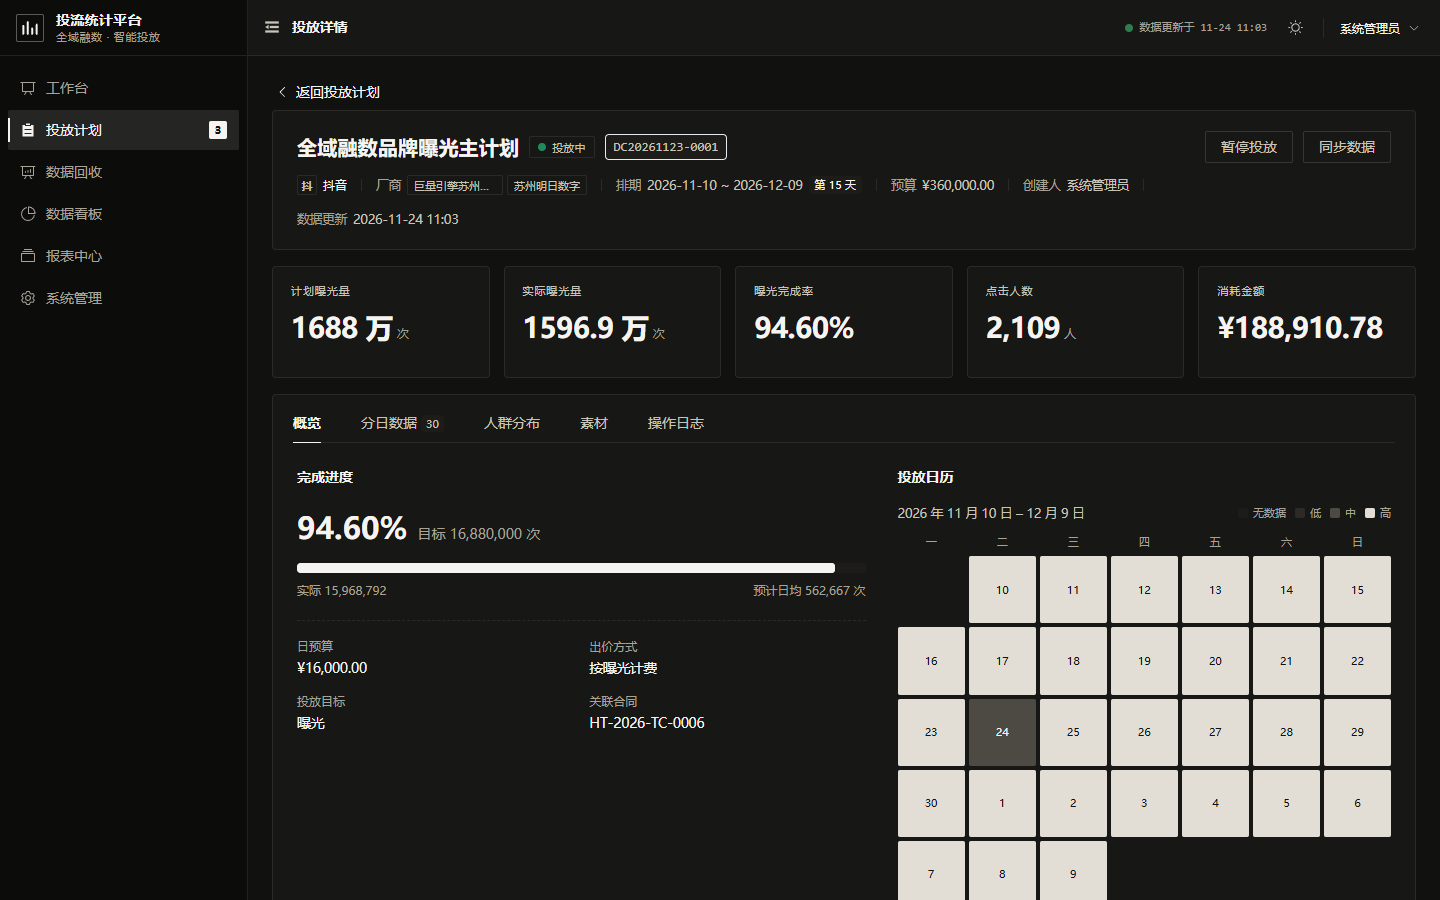 投流统计平台
全域融数 · 智能投放
投放详情
数据更新于 11-24 11:03
系统管理员
工作台
投放计划 3
数据回收
数据看板
报表中心
系统管理
返回投放计划
全域融数品牌曝光主计划 投放中 DC20261123-0001
暂停投放 同步数据
抖 抖音 厂商 巨量引擎苏州... 苏州明日数字 排期 2026-11-10 ~ 2026-12-09 第 15 天 预算 ¥360,000.00 创建人 系统管理员
数据更新 2026-11-24 11:03
计划曝光量
1688 万 次
实际曝光量
1596.9 万 次
曝光完成率
94.60%
点击人数
2,109 人
消耗金额
¥188,910.78
概览 分日数据 30 人群分布 素材 操作日志
完成进度
94.60% 目标 16,880,000 次
实际 15,968,792 预计日均 562,667 次
日预算
¥16,000.00
出价方式
按曝光计费
投放目标
曝光
关联合同
HT-2026-TC-0006
投放日历
2026 年 11 月 10 日 – 12 月 9 日 无数据 低 中 高
一 二 三 四 五 六 日
10 11 12 13 14 15
16 17 18 19 20 21 22
23 24 25 26 27 28 29
30 1 2 3 4 5 6
7 8 9